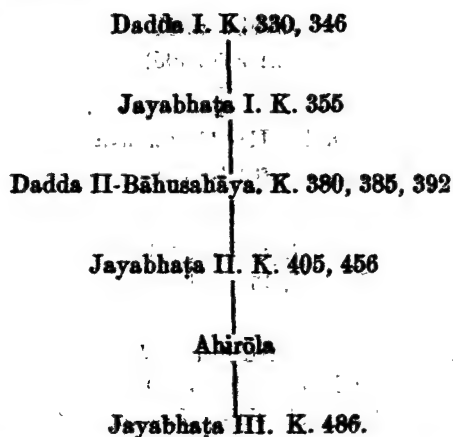 Dadda I. K. 330, 346
Jayabhaṭa I. K. 355
Dadda II-Bāhusahāya. K. 380, 385, 392
Jayabhaṭa II. K. 405, 456
Ahirōla
Jayabhaṭa III. K. 486.